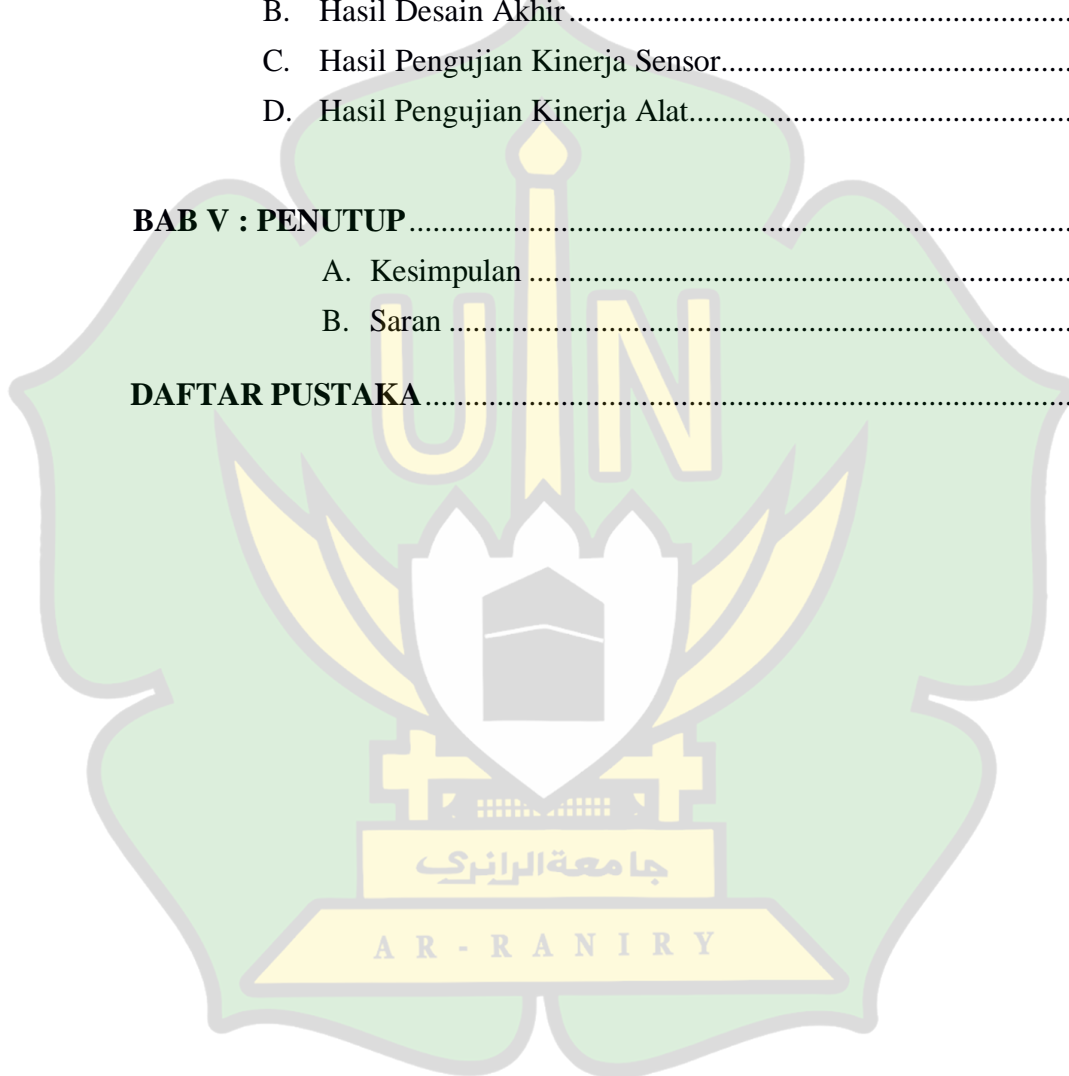 B. Hasil Desain Akhir........................................................................
C. Hasil Pengujian Kinerja Sensor........................................................................
D. Hasil Pengujian Kinerja Alat........................................................................
BAB V : PENUTUP........................................................................
A. Kesimpulan........................................................................
B. Saran........................................................................
DAFTAR PUSTAKA........................................................................
UIN
جامعةالرانري
AR-RANIRY